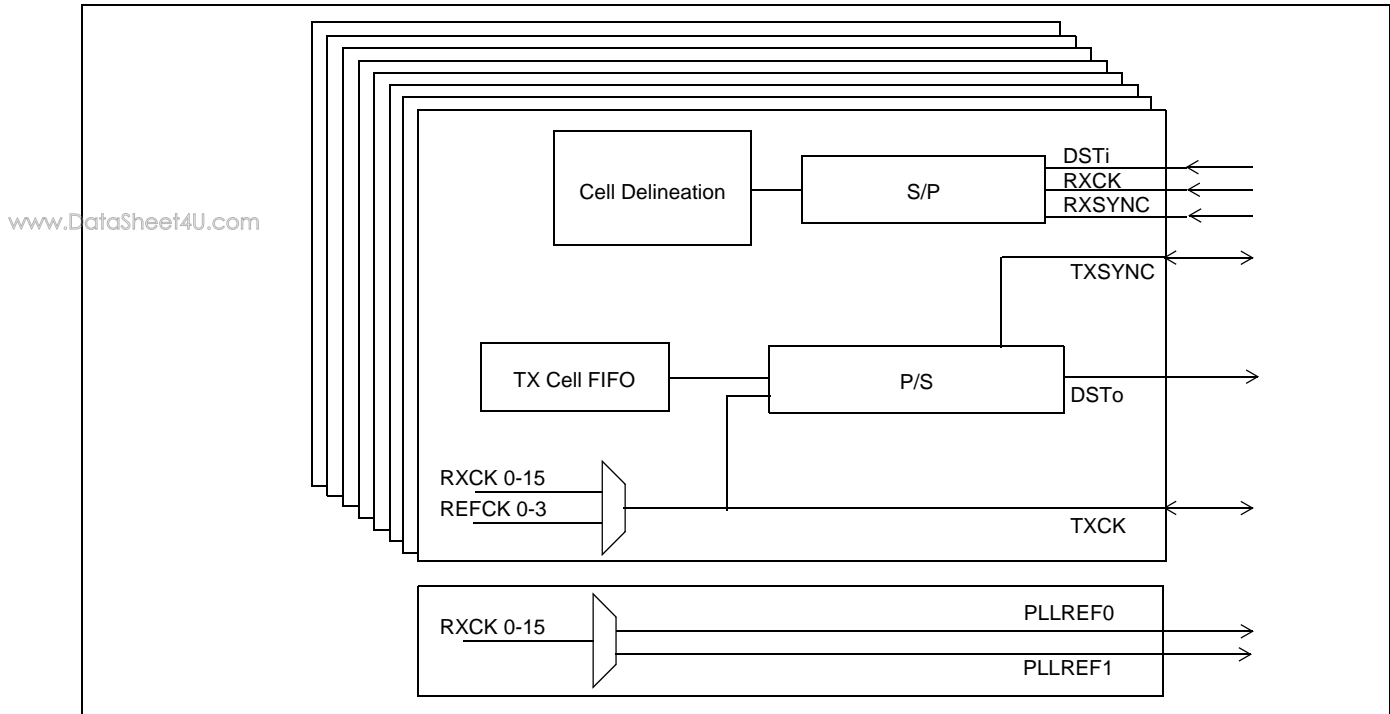 DSTi
Cell Delineation
S/P
RXCK
RXSYNC
www.DataSheet4U.com
TXSYNC
TX Cell FIFO
P/S
DSTo
RXCK 0-15
REFCK 0-3
TXCK
PLLREF0
RXCK 0-15
PLLREF1